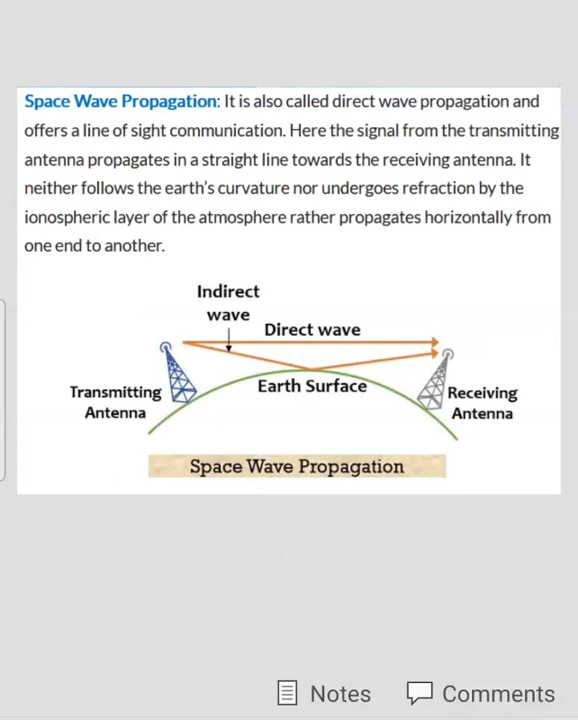 Space Wave Propagation: It is also called direct wave propagation and
offers a line of sight communication. Here the signal from the transmitting
antenna propagates in a straight line towards the receiving antenna. It
neither follows the earth's curvature nor undergoes refraction by the
ionospheric layer of the atmosphere rather propagates horizontally from
one end to another.
Indirect
wave
Direct wave
Transmitting
Antenna
Earth Surface
Receiving
Antenna
Space Wave Propagation
Notes
Comments